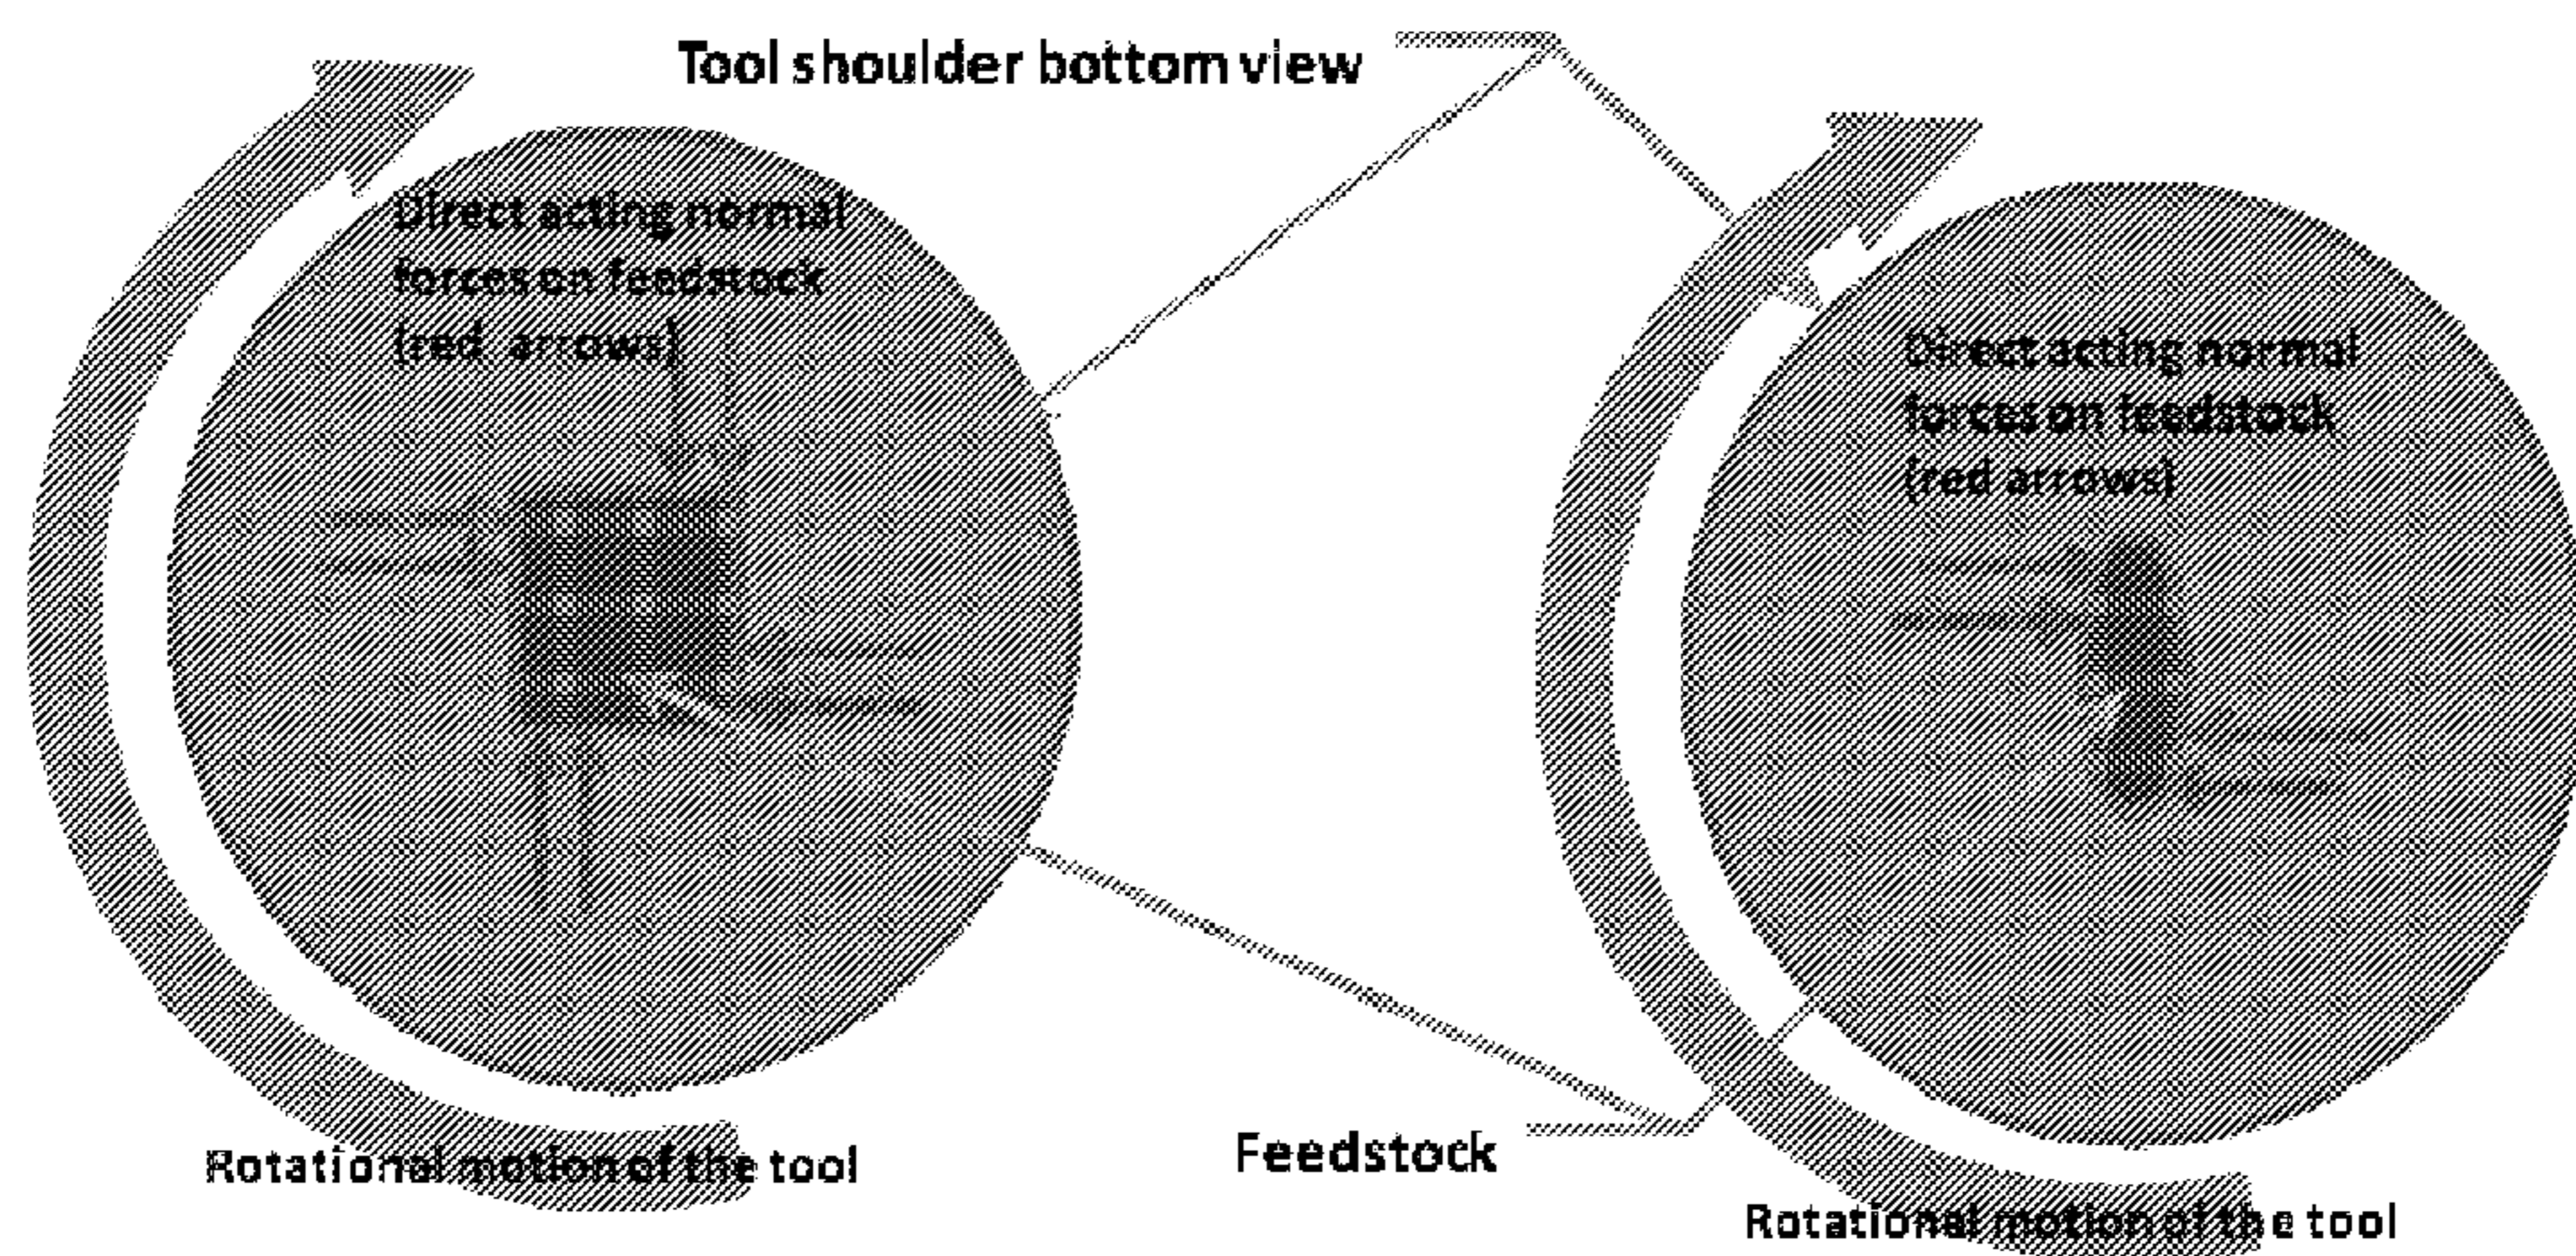 Tool shoulder bottom view
Direct acting normal
forces on feedstock
(red arrows)
Direct acting normal
forces on feedstock
(red arrows)
Rotational motion of the tool
Feedstock
Rotational motion of the tool